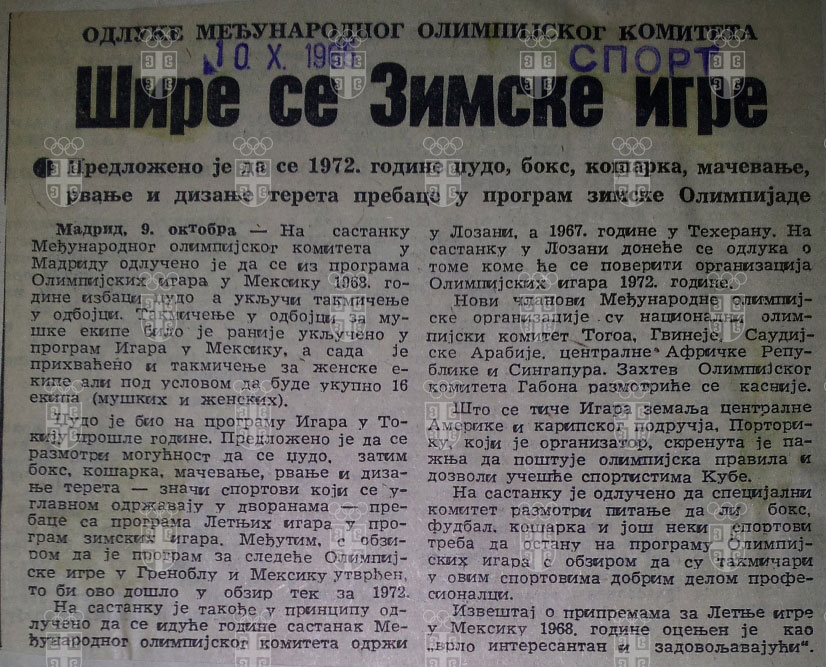 ОДЛУКЕ МЕЂУНАРОДНОГ ОЛИМПИЈСКОГ КОМИТЕТА
10. X. 196
СПОРТ
Шире се Зимске игре
Предложено је да се 1972. године џудо, бокс, кошарка, мачевање,
рвање и дизање терета пребаце у програм зимске Олимпијаде
Мадрид, 9. октобра — На састанку
Међународног олимпијског комитета у
Мадриду одлучено је да се из програма
Олимпијских игара у Мексику 1968. го-
дине избаци џудо а укључи такмичење
у одбојци. Такмичење у одбојци за му-
шке екипе било је раније укључено у
програм Игара у Мексику, а сада је
прихваћено и такмичење за женске е-
кипе али под условом да буде укупно 16
екипа (мушких и женских).
Џудо је био на програму Игара у То-
кију прошле године. Предложено је да се
размотри могућност да се џудо, затим
бокс, кошарка, мачевање, рвање и диза-
ње терета — значи спортови који се у-
главном одржавају у дворанама — пре-
баце са програма Летњих игара у про-
грам зимских игара. Међутим, с обзи-
ром да је програм за следеће Олимпиј-
ске игре у Греноблу и Мексику утврђен,
то би ово дошло у обзир тек за 1972.
На састанку је такође у принципу од-
лучено да се идуће године састанак Ме-
ђународног олимпијског комитета одржи
у Лозани, а 1967. године у Техерану. На
састанку у Лозани донеће се одлука о
томе коме ће се поверити организација
Олимпијских игара 1972. године.
Нови чланови Међународне олимпиј-
ске организације су национални олим-
пијски комитет Тогоа, Гвинеје, Саудиј-
ске Арабије, централне Афричке Репу-
блике и Сингапура. Захтев Олимпијског
комитета Габона размотриће се касније.
Што се тиче Игара земаља централне
Америке и карипског подручја, Портори-
ку, који је организатор, скренута је па-
жња да поштује олимпијска правила и
дозволи учешће спортистима Кубе.
На састанку је одлучено да специјални
комитет размотри питање да ли бокс,
фудбал, кошарка и још неки спортови
треба да остану на програму Олимпиј-
ских игара с обзиром да су такмичари
у овим спортовима добрим делом профе-
сионалци.
Извештај о припремама за Летње игре
у Мексику 1968. године оцењен је као
„врло интересантан и задовољавајући“.